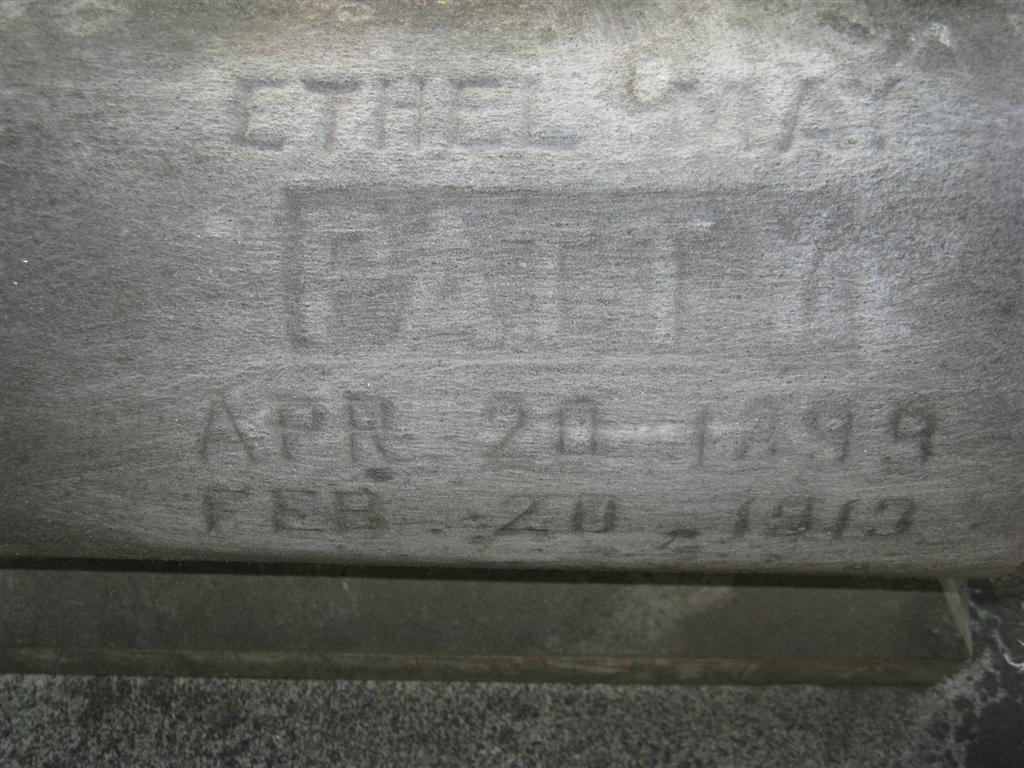 ETHEL MAY
APR 20 1899
FEB 20, 1913